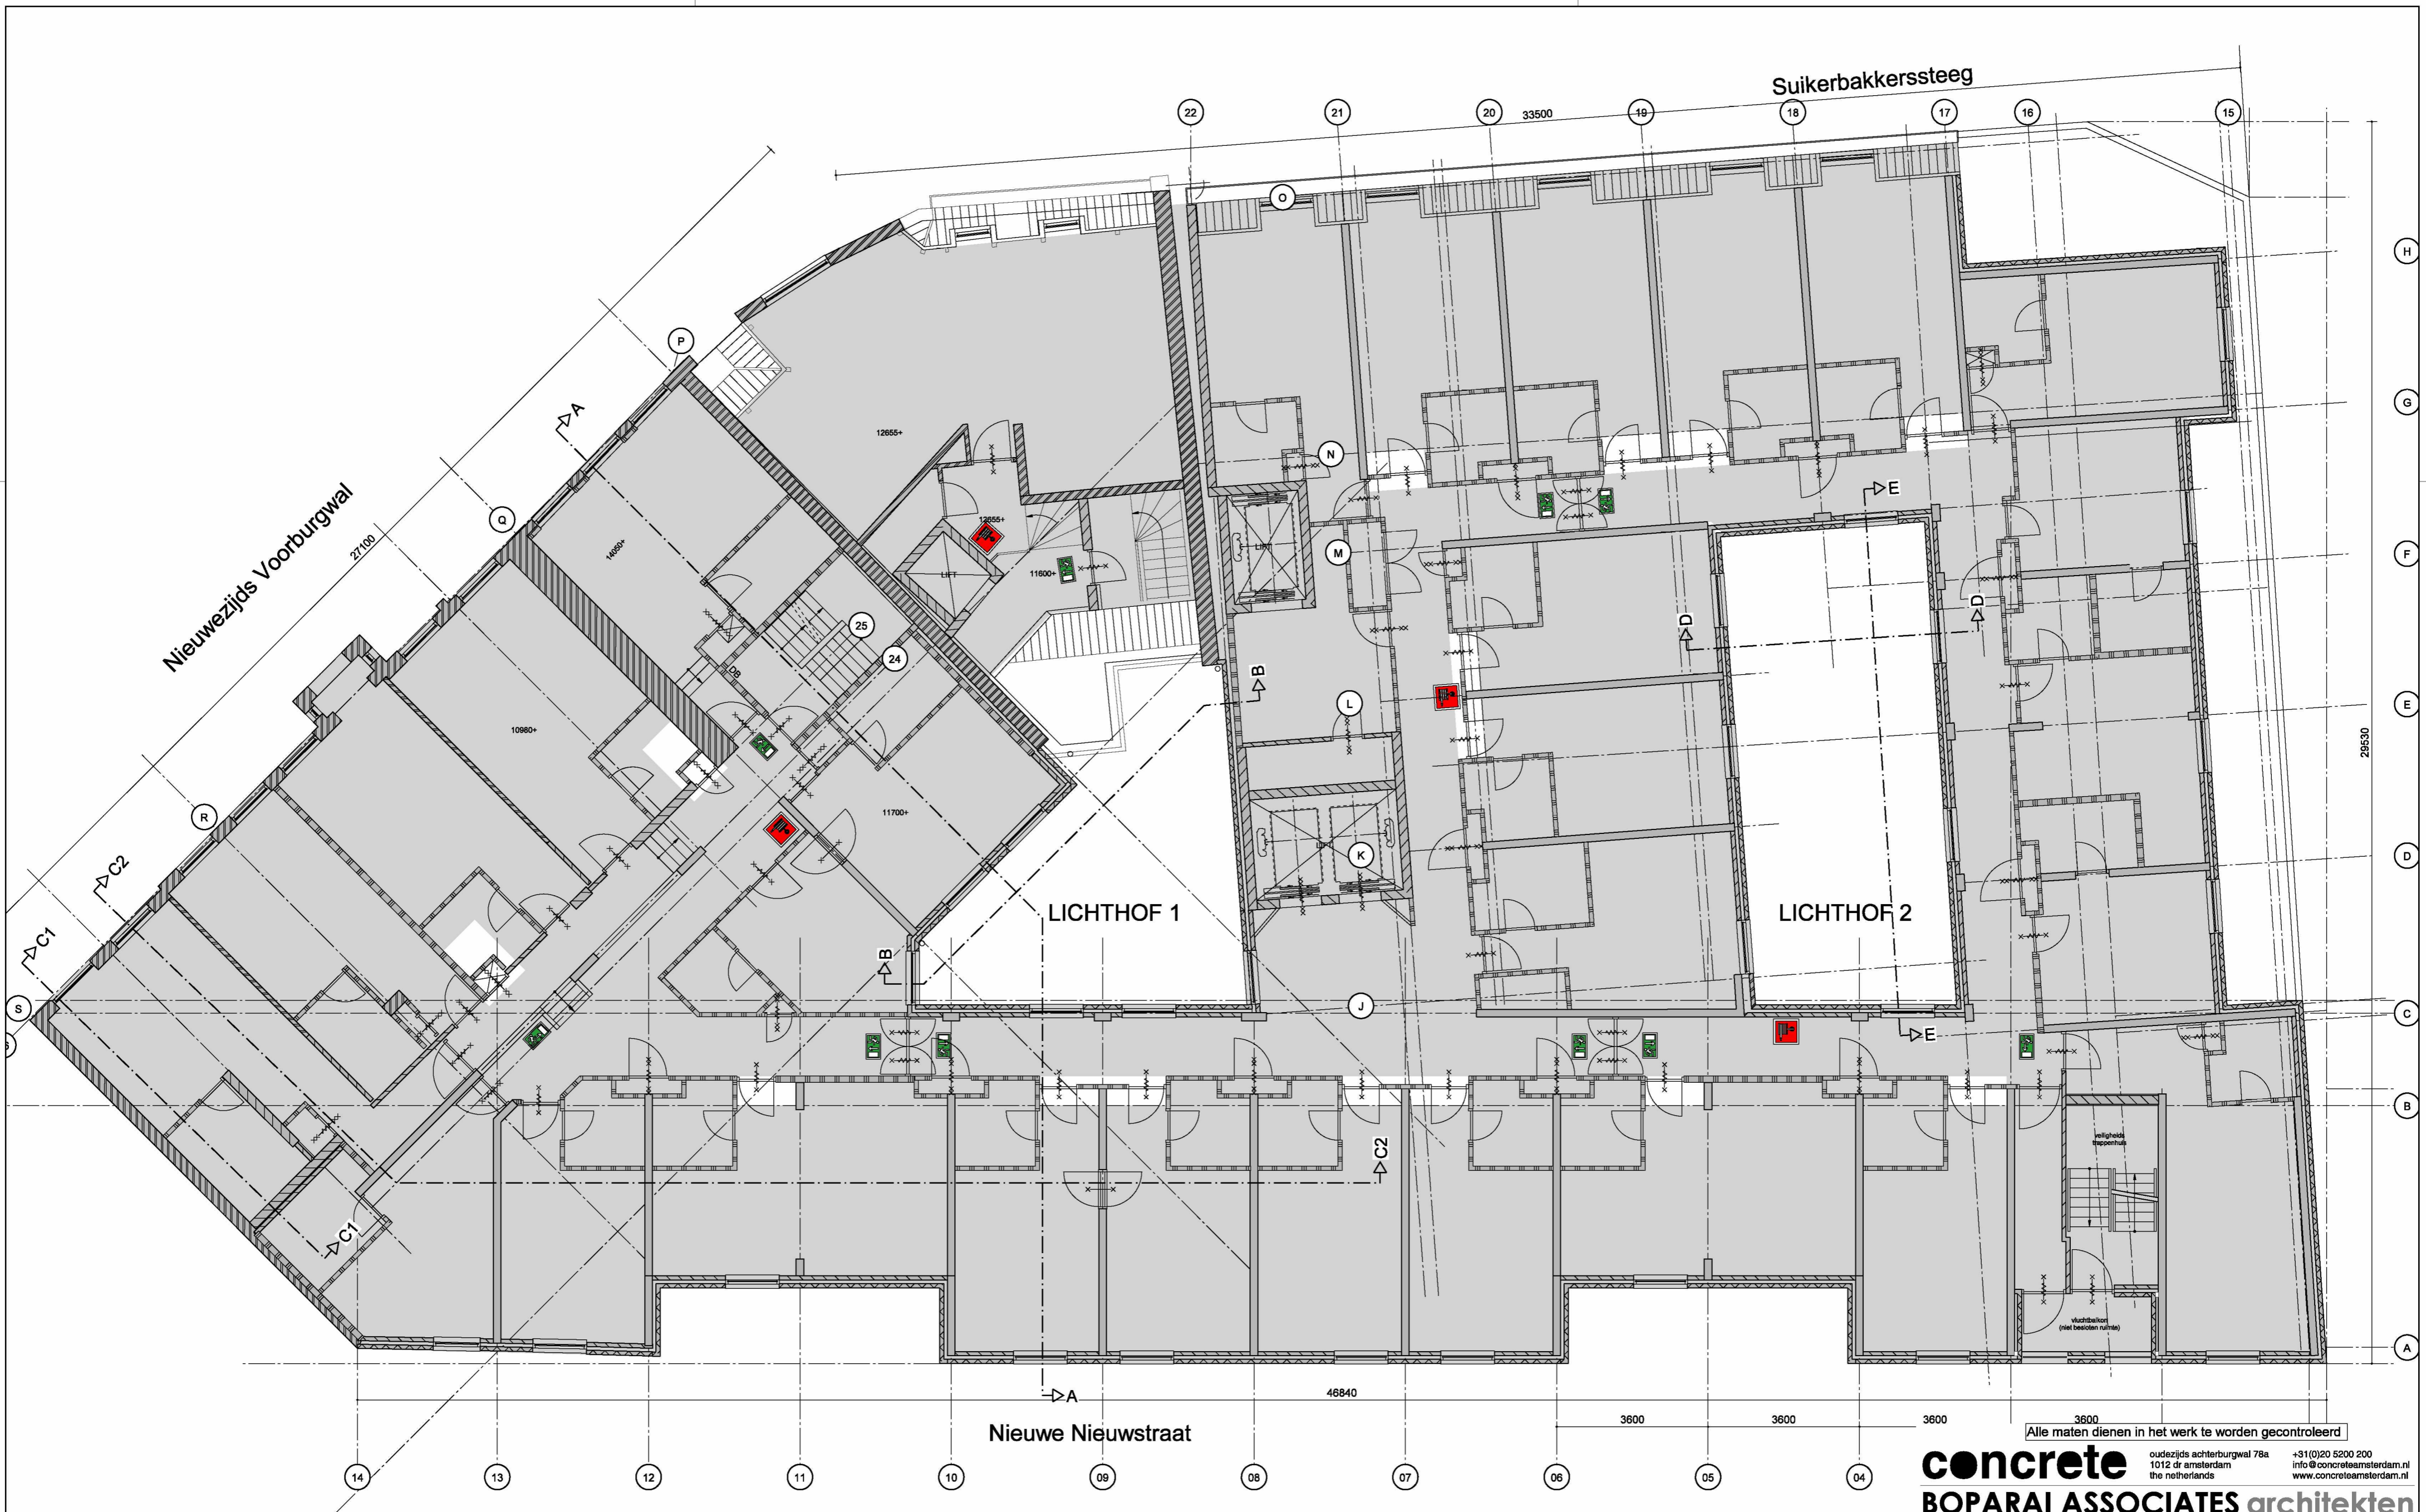 Suikerbakkerssteeg
33500
22
21
20
19
18
17
16
15
O
H
P
G
A
N
12655+
Nieuwezijds Voorburgwal
27100
Q
14050+
12655+
LIFT
11600+
LIFT
M
E
F
25
24
DB
D
D
B
L
E
29530
10980+
11700+
R
K
D
C2
LICHTHOF 1
LICHTHOF 2
C1
B
S
J
C
E
B
veiligheids
trappenhuis
C2
C1
vluchtbalkon
(niet besloten ruimte)
A
46840
A
3600
3600
3600
3600
Nieuwe Nieuwstraat
Alle maten dienen in het werk te worden gecontroleerd
14
13
12
11
10
09
08
07
06
05
04
concrete
oudezijds achterburgwal 78a
1012 dr amsterdam
the netherlands
+31(0)20 5200 200
info@concreteamsterdam.nl
www.concreteamsterdam.nl
BOPARAI ASSOCIATES architekten